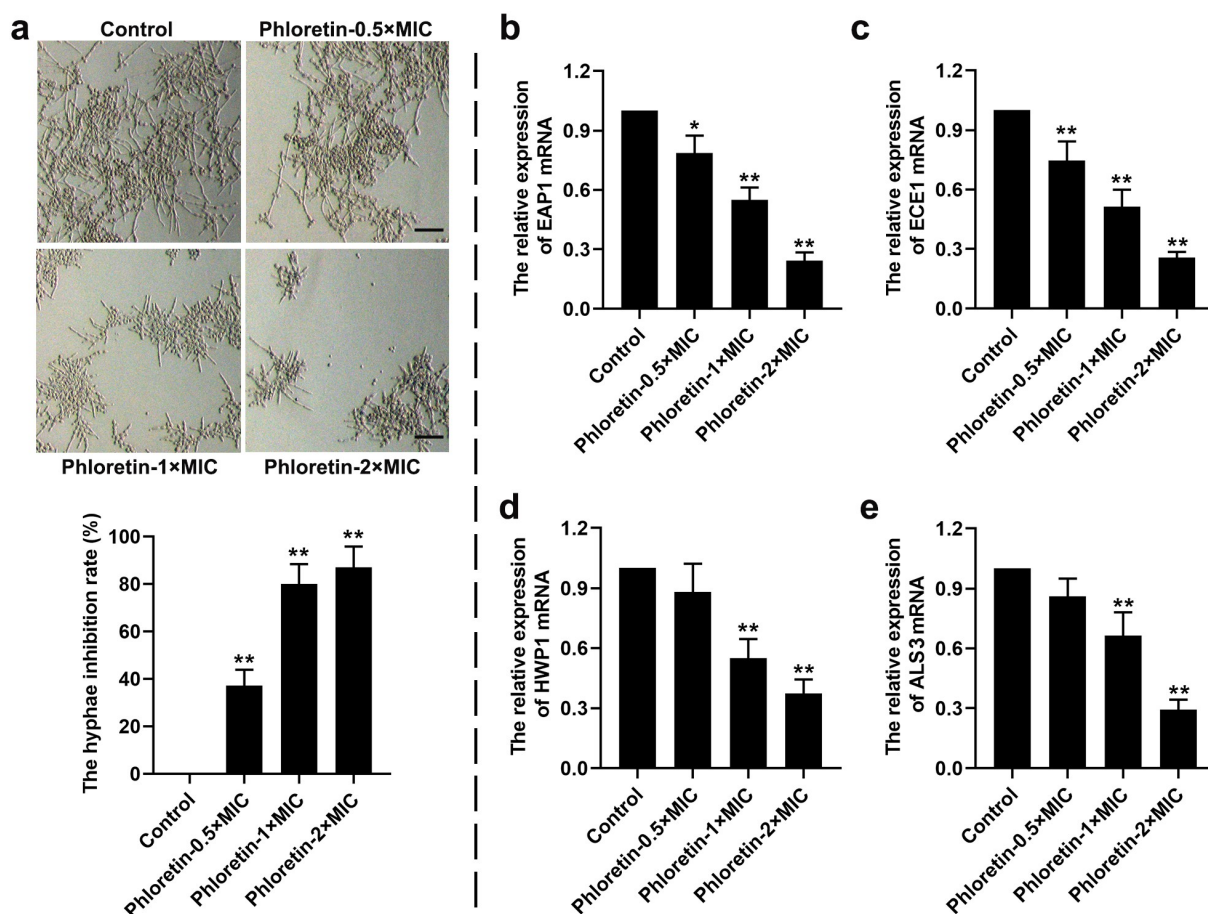 a
Control
Phloretin-0.5×MIC
Phloretin-1×MIC
Phloretin-2×MIC
The hyphae inhibition rate (%)
100
80
60
40
20
0
**
**
**
Control
Phloretin-0.5×MIC
Phloretin-1×MIC
Phloretin-2×MIC
b
The relative expression
of EAP1 mRNA
1.2
0.9
0.6
0.3
0.0
*
**
**
Control
Phloretin-0.5×MIC
Phloretin-1×MIC
Phloretin-2×MIC
c
The relative expression
of ECE1 mRNA
1.2
0.9
0.6
0.3
0.0
**
**
**
Control
Phloretin-0.5×MIC
Phloretin-1×MIC
Phloretin-2×MIC
d
The relative expression
of HWP1 mRNA
1.2
0.9
0.6
0.3
0.0
**
**
Control
Phloretin-0.5×MIC
Phloretin-1×MIC
Phloretin-2×MIC
e
The relative expression
of ALS3 mRNA
1.2
0.9
0.6
0.3
0.0
**
**
Control
Phloretin-0.5×MIC
Phloretin-1×MIC
Phloretin-2×MIC